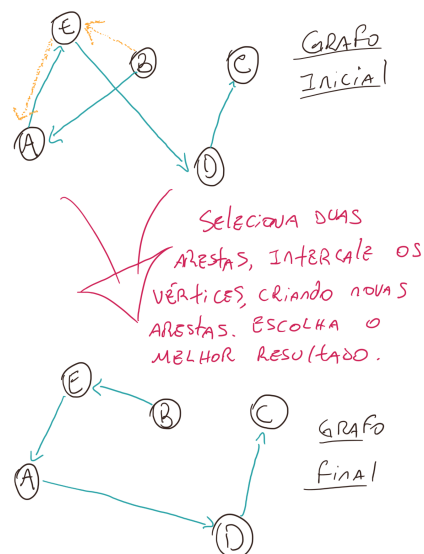 E
B
GRAFO
INICIAL
C
A
D
SELECIONA DUAS
ARESTAS, INTERCALE OS
VÉRTICES, CRIANDO NOVAS
ARESTAS. ESCOLHA O
MELHOR RESULTADO.
E
B
C
GRAFO
FINAL
A
D